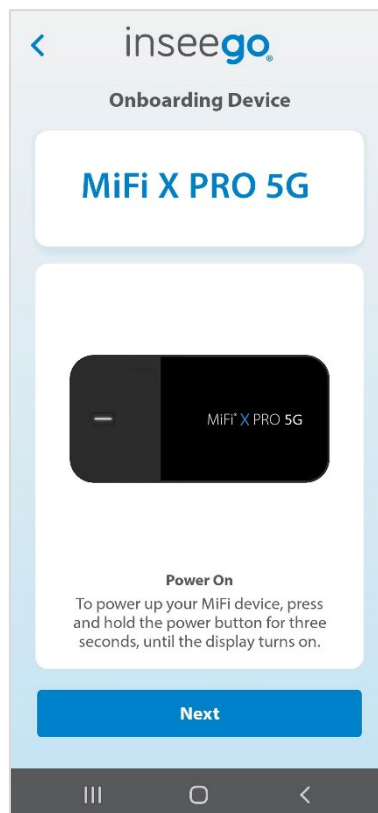 inseego®
Onboarding Device
MiFi X PRO 5G
MiFi® X PRO 5G
Power On
To power up your MiFi device, press
and hold the power button for three
seconds, until the display turns on.
Next